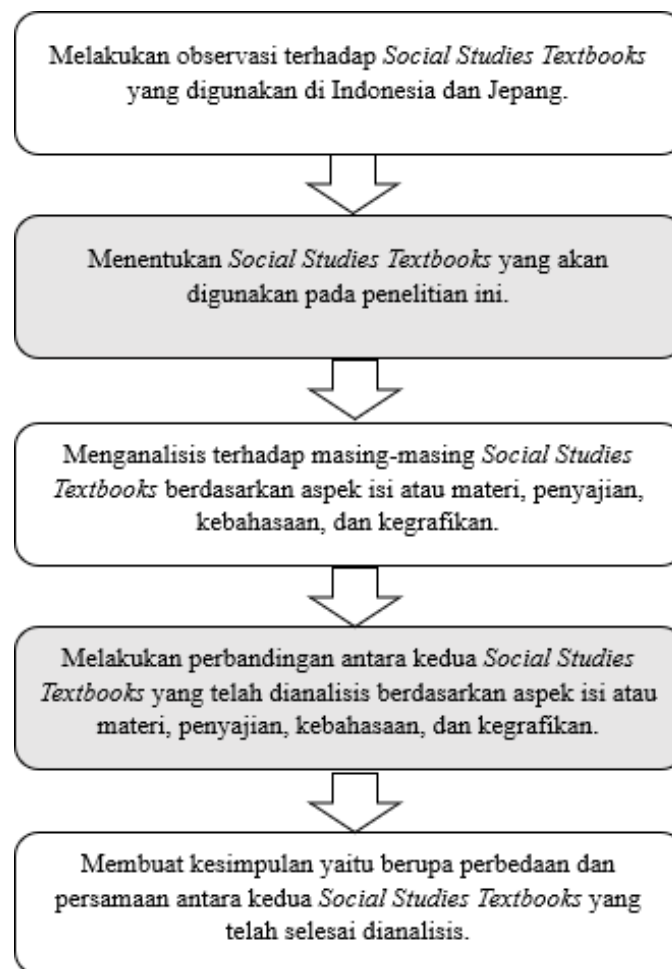 Melakukan observasi terhadap Social Studies Textbooks
yang digunakan di Indonesia dan Jepang.
Menentukan Social Studies Textbooks yang akan
digunakan pada penelitian ini.
Menganalisis terhadap masing-masing Social Studies
Textbooks berdasarkan aspek isi atau materi, penyajian,
kebahasaan, dan kegrafikan.
Melakukan perbandingan antara kedua Social Studies
Textbooks yang telah dianalisis berdasarkan aspek isi atau
materi, penyajian, kebahasaan, dan kegrafikan.
Membuat kesimpulan yaitu berupa perbedaan dan
persamaan antara kedua Social Studies Textbooks yang
telah selesai dianalisis.